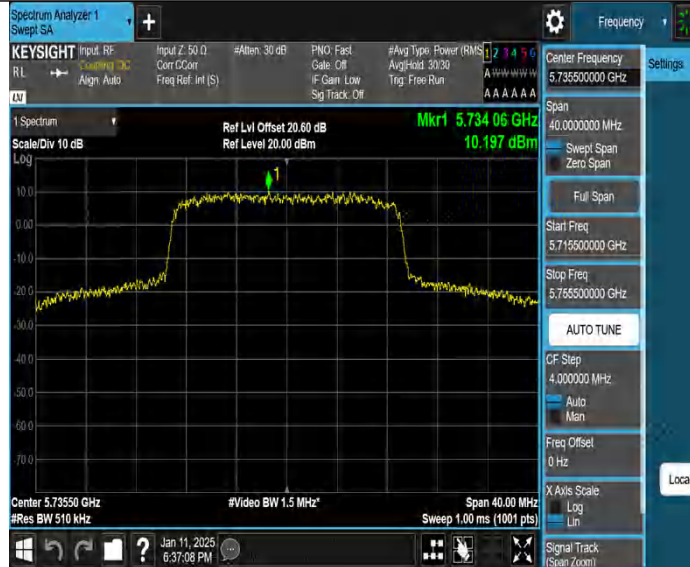 Spectrum Analyzer 1
Swept SA
+
Frequency
KEYSIGHT
RL
Input: RF
Coupling: DC
Align: Auto
Input Z: 50 Ω
Corr CCorr
Freq Ref: Int (S)
#Atten: 30 dB
PNO: Fast
Gate: Off
IF Gain: Low
Sig Track: Off
#Avg Type: Power (RMS
Avg|Hold: 30/30
Trig: Free Run
1 2 3 4 5 6
A W W W W W
A A A A A A
LXI
1 Spectrum
Scale/Div 10 dB
Ref Lvl Offset 20.60 dB
Ref Level 20.00 dBm
Mkr1 5.734 06 GHz
10.197 dBm
Log
1
10.0
0.00
-10.0
-20.0
-30.0
-40.0
-50.0
-60.0
-70.0
Center 5.73550 GHz
#Res BW 510 kHz
#Video BW 1.5 MHz*
Span 40.00 MHz
Sweep 1.00 ms (1001 pts)
?
Jan 11, 2025
6:37:08 PM
Center Frequency
5.735500000 GHz
Settings
Span
40.0000000 MHz
Swept Span
Zero Span
Full Span
Start Freq
5.715500000 GHz
Stop Freq
5.755500000 GHz
AUTO TUNE
CF Step
4.000000 MHz
Auto
Man
Freq Offset
0 Hz
X Axis Scale
Log
Lin
Loca
Signal Track
(Span Zoom)